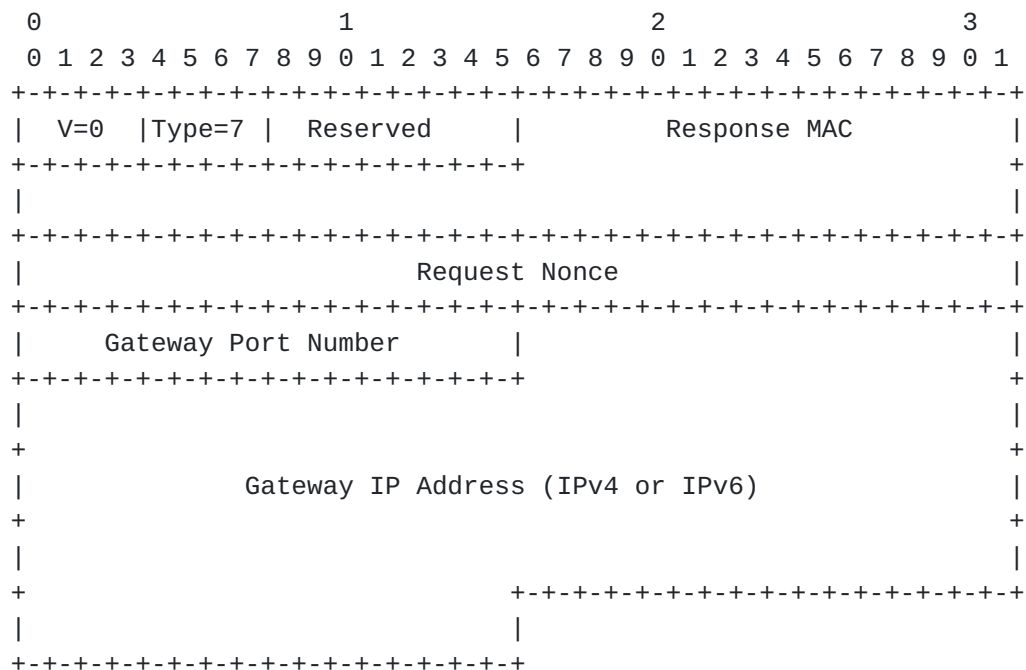 0                   1                   2                   3
 0 1 2 3 4 5 6 7 8 9 0 1 2 3 4 5 6 7 8 9 0 1 2 3 4 5 6 7 8 9 0 1
+-+-+-+-+-+-+-+-+-+-+-+-+-+-+-+-+-+-+-+-+-+-+-+-+-+-+-+-+-+-+-+-+
|  V=0  |Type=7 |  Reserved     |         Response MAC          |
+-+-+-+-+-+-+-+-+-+-+-+-+-+-+-+-+                               +
|                                                               |
+-+-+-+-+-+-+-+-+-+-+-+-+-+-+-+-+-+-+-+-+-+-+-+-+-+-+-+-+-+-+-+-+
|                         Request Nonce                         |
+-+-+-+-+-+-+-+-+-+-+-+-+-+-+-+-+-+-+-+-+-+-+-+-+-+-+-+-+-+-+-+-+
|     Gateway Port Number       |                               |
+-+-+-+-+-+-+-+-+-+-+-+-+-+-+-+-+                               +
|                                                               |
+                                                               +
|              Gateway IP Address (IPv4 or IPv6)                |
+                                                               +
|                                                               |
+                               +-+-+-+-+-+-+-+-+-+-+-+-+-+-+-+-+
|                               |
+-+-+-+-+-+-+-+-+-+-+-+-+-+-+-+-+